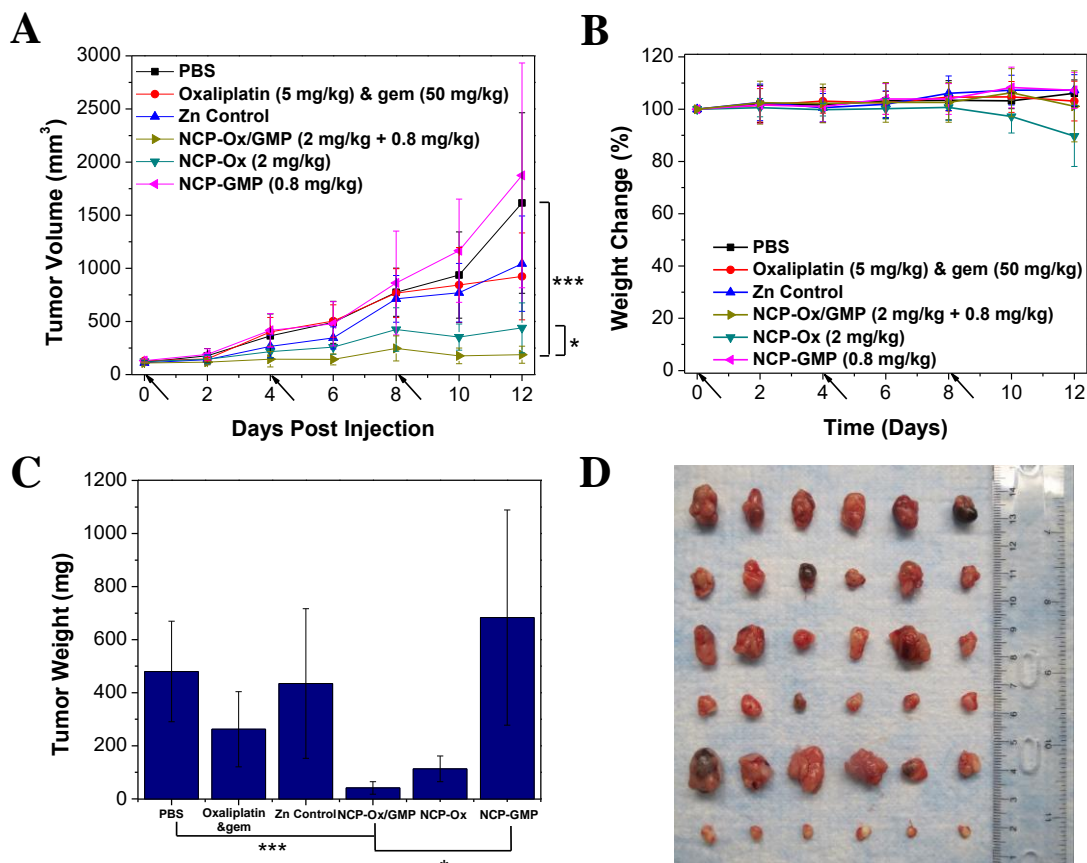 A
Tumor Volume (mm³)
3000
2500
2000
1500
1000
500
0
PBS
Oxaliplatin (5 mg/kg) & gem (50 mg/kg)
Zn Control
NCP-Ox/GMP (2 mg/kg + 0.8 mg/kg)
NCP-Ox (2 mg/kg)
NCP-GMP (0.8 mg/kg)
***
*
0 2 4 6 8 10 12
Days Post Injection
B
Weight Change (%)
120
100
80
60
40
20
0
PBS
Oxaliplatin (5 mg/kg) & gem (50 mg/kg)
Zn Control
NCP-Ox/GMP (2 mg/kg + 0.8 mg/kg)
NCP-Ox (2 mg/kg)
NCP-GMP (0.8 mg/kg)
0 2 4 6 8 10 12
Time (Days)
C
Tumor Weight (mg)
1200
1000
800
600
400
200
0
PBS Oxaliplatin &gem Zn Control NCP-Ox/GMP NCP-Ox NCP-GMP
***
*
D